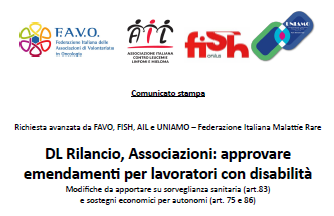 F.A.V.O.
Federazione Italiana delle
Associazioni di Volontariato
in Oncologia
AIL
ASSOCIAZIONE ITALIANA
CONTRO LEUCEMIE
LINFOMI E MIELOMA
fish
onlus
UNIAMO
Comunicato stampa
Richiesta avanzata da FAVO, FISH, AIL e UNIAMO – Federazione Italiana Malattie Rare
DL Rilancio, Associazioni: approvare
emendamenti per lavoratori con disabilità
Modifiche da apportare su sorveglianza sanitaria (art.83)
e sostegni economici per autonomi (art. 75 e 86)